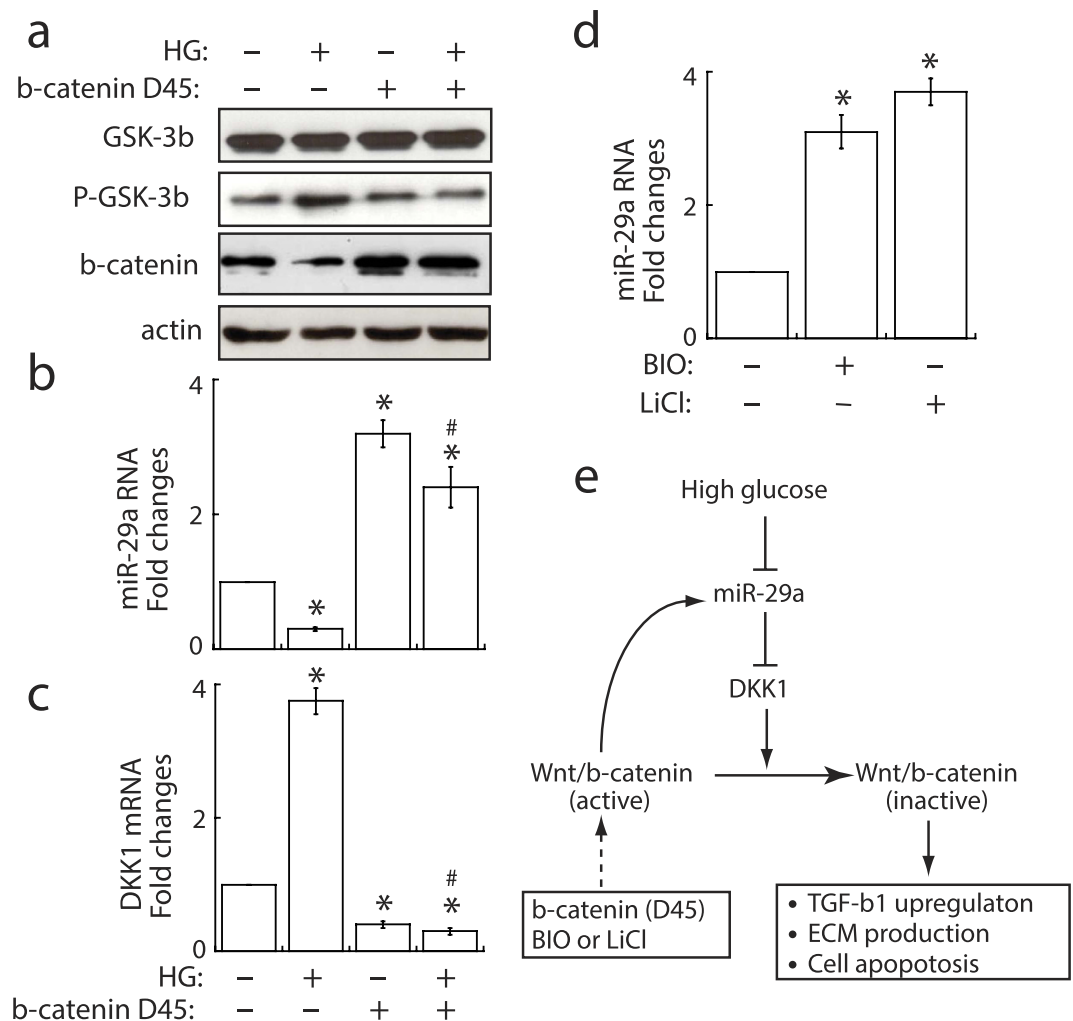 a
HG: – + – +
b-catenin D45: – – + +
GSK-3b
P-GSK-3b
b-catenin
actin
b
miR-29a RNA
Fold changes
4
2
0
*
*
#
*
c
DKK1 mRNA
Fold changes
4
2
0
*
*
#
*
HG: – + – +
b-catenin D45: – – + +
d
miR-29a RNA
Fold changes
4
2
0
*
*
BIO: – + –
LiCl: – – +
e
High glucose
miR-29a
DKK1
Wnt/b-catenin
(active)
Wnt/b-catenin
(inactive)
b-catenin (D45)
BIO or LiCl
• TGF-b1 upregulaton
• ECM production
• Cell apopotosis